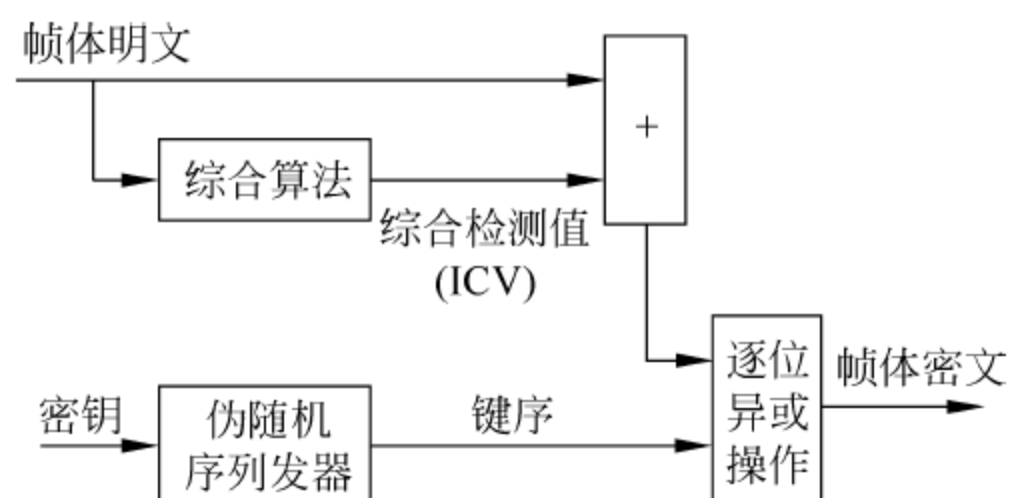 帧体明文
+
综合算法
综合检测值
(ICV)
密钥
伪随机
序列发器
键序
逐位
异或
操作
帧体密文